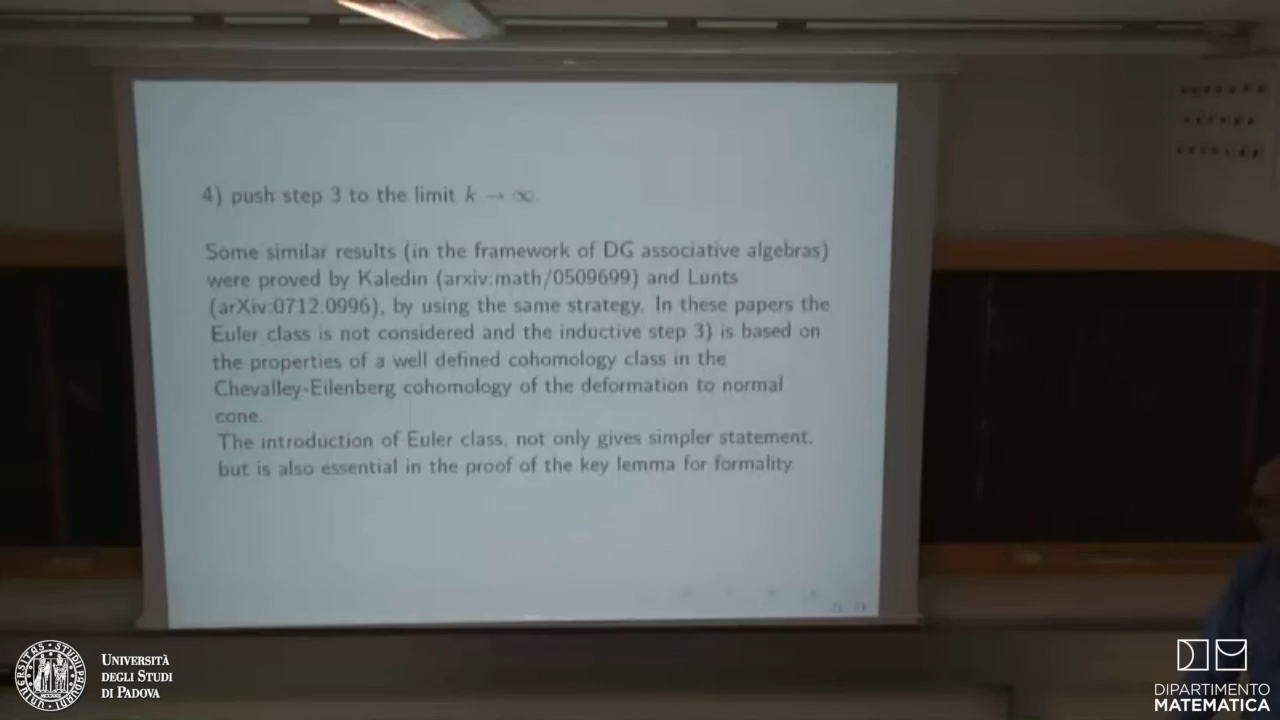 4) push step 3 to the limit k → ∞.
Some similar results (in the framework of DG associative algebras)
were proved by Kaledin (arxiv:math/0509699) and Lunts
(arXiv:0712.0996), by using the same strategy. In these papers the
Euler class is not considered and the inductive step 3) is based on
the properties of a well defined cohomology class in the
Chevalley-Eilenberg cohomology of the deformation to normal
cone.
The introduction of Euler class, not only gives simpler statement,
but is also essential in the proof of the key lemma for formality.
UNIVERSITÀ
DEGLI STUDI
DI PADOVA
DIPARTIMENTO
MATEMATICA